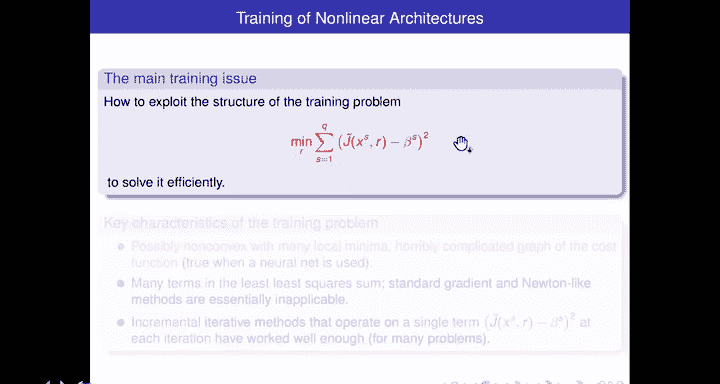 Training of Nonlinear Architectures
The main training issue
How to exploit the structure of the training problem
min_r ∑_{s=1}^{q} (J̃(x^s, r) − β^s)^2
to solve it efficiently.
Key characteristics of the training problem
Possibly nonconvex with many local minima, horribly complicated graph of the cost
function (true when a neural net is used).
Many terms in the least least squares sum; standard gradient and Newton-like
methods are essentially inapplicable.
Incremental iterative methods that operate on a single term (J̃(x^s, r) − β^s)^2 at
each iteration have worked well enough (for many problems).